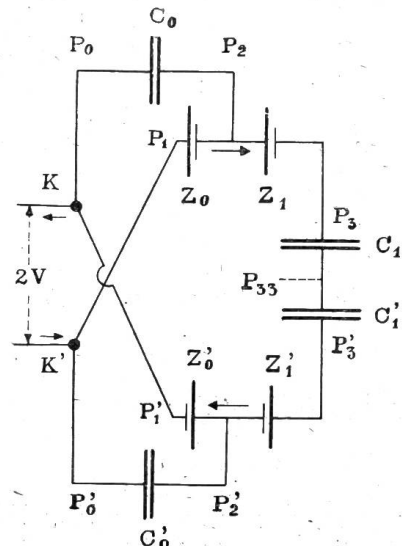 C₀
P₀ P₂
P₁
Z₀ Z₁
K
P₃
C₁
2V
P₃₃
C₁'
K'
P₃'
Z₀' Z₁'
P₁'
P₀' P₂'
C₀'